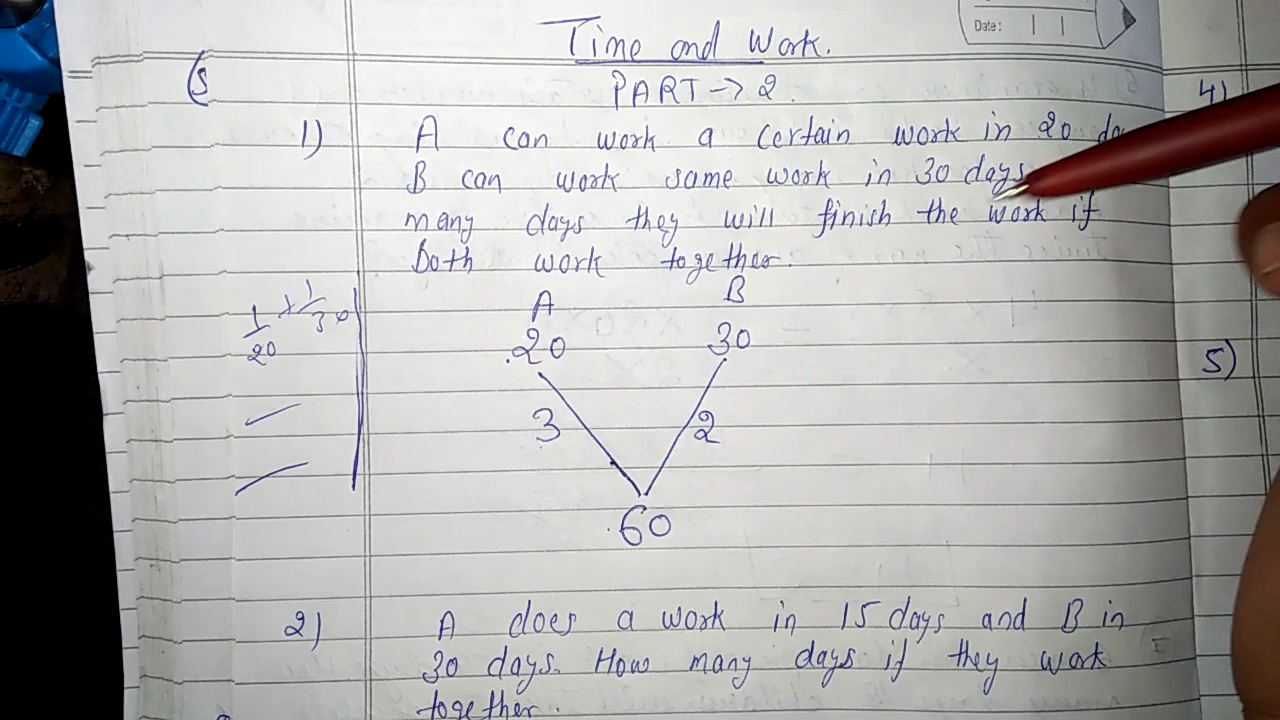 Date:
Time and Work.
PART → 2.
4)
1) A can work a certain work in 20
B can work same work in 30 days
many days they will finish the work if
both work together.
A B
20 30
1/20 + 1/30
3 2
60
5)
2) A does a work in 15 days and B in
30 days. How many days if they work
together.